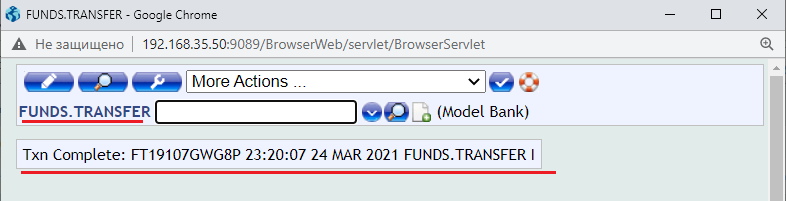 FUNDS.TRANSFER - Google Chrome
Не защищено 192.168.35.50:9089/BrowserWeb/servlet/BrowserServlet
More Actions ...
FUNDS.TRANSFER (Model Bank)
Txn Complete: FT19107GWG8P 23:20:07 24 MAR 2021 FUNDS.TRANSFER I